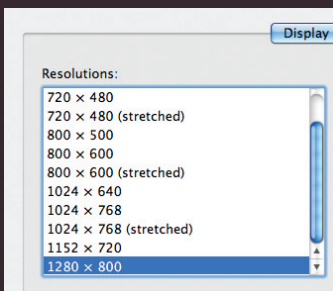 Display
Resolutions:
720 × 480
720 × 480 (stretched)
800 × 500
800 × 600
800 × 600 (stretched)
1024 × 640
1024 × 768
1024 × 768 (stretched)
1152 × 720
1280 × 800